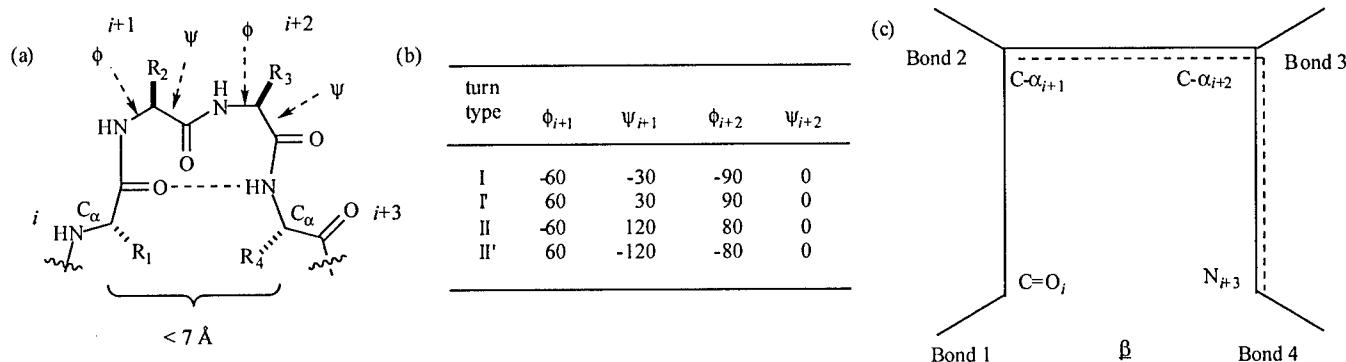 (a)
i+1
i+2
ϕ
ψ
ϕ
R2
H
N
R3
ψ
HN
O
O
O
HN
i
Cα
Cα
O
i+3
HN
R1
R4
< 7 Å
(b)
turn type ϕi+1 ψi+1 ϕi+2 ψi+2
I -60 -30 -90 0
I' 60 30 90 0
II -60 120 80 0
II' 60 -120 -80 0
(c)
Bond 2
Bond 3
C-αi+1
C-αi+2
C=Oi
Ni+3
Bond 1
β
Bond 4